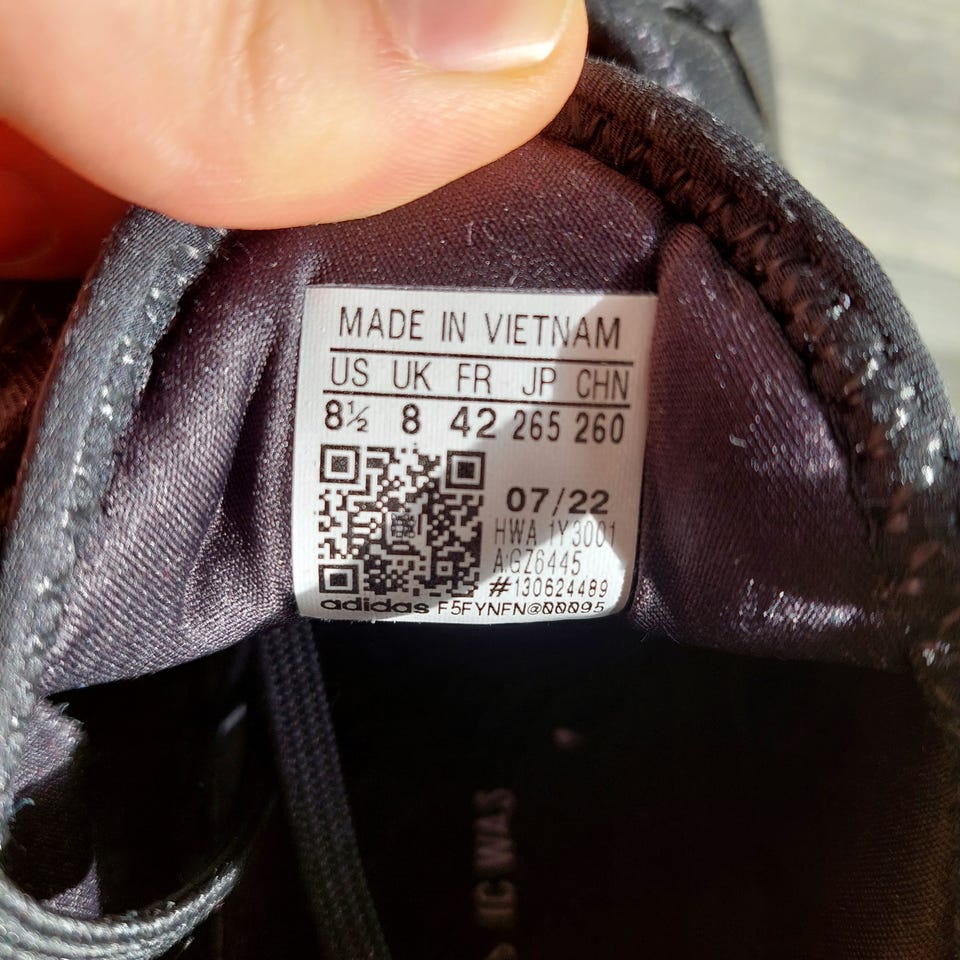 MADE IN VIETNAM
US UK FR JP CHN
8½ 8 42 265 260
07/22
HWA 1Y3001
A:GZ6445
#130624489
adidas F5FYNFN@00095